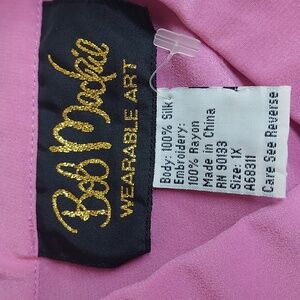 Bob Mackie
WEARABLE ART
Body: 100% Silk
Embroidery:
100% Rayon
Made in China
RN 90133
Size: 1X
A68311
Care See Reverse